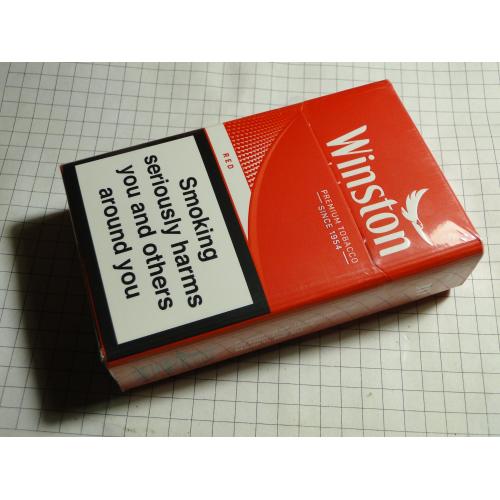 Winston
PREMIUM TOBACCO
SINCE 1954
RED
Smoking
seriously harms
you and others
around you